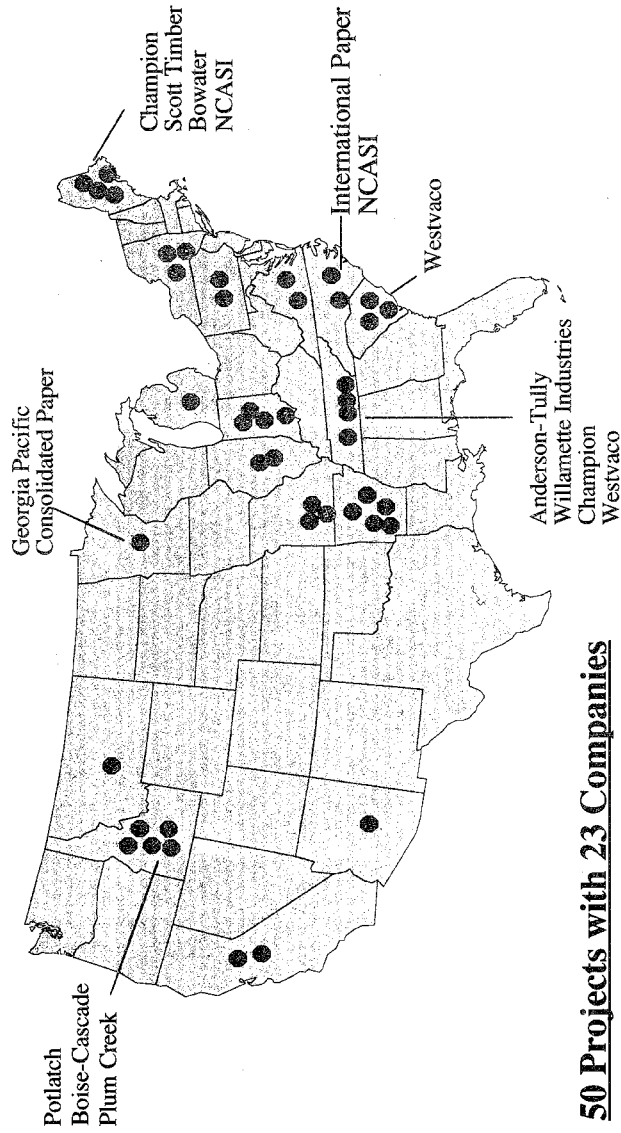 Georgia Pacific
Consolidated Paper
Champion
Scott Timber
Bowater
NCASI
Potlatch
Boise-Cascade
Plum Creek
International Paper
NCASI
Westvaco
Anderson-Tully
Willamette Industries
Champion
Westvaco
50 Projects with 23 Companies